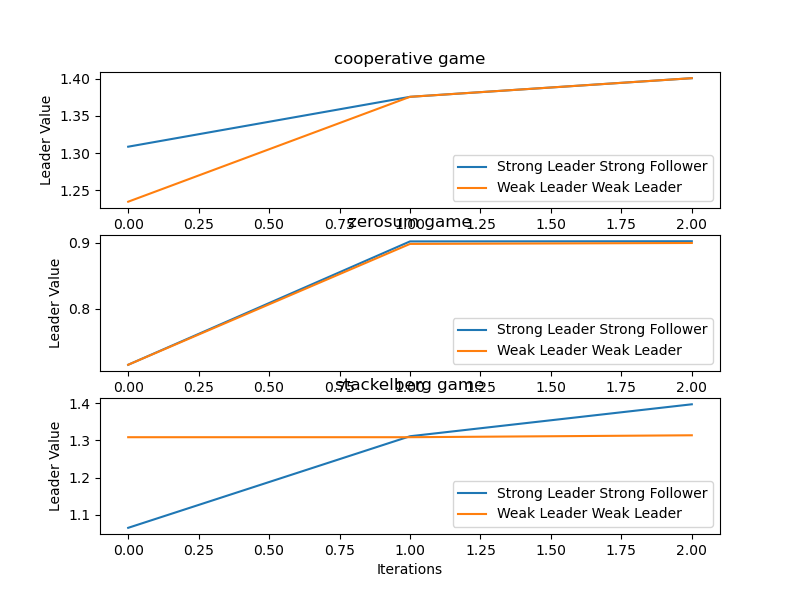 cooperative game
1.40
1.35
1.30
1.25
Leader Value
Strong Leader Strong Follower
Weak Leader Weak Leader
0.00 0.25 0.50 0.75 1.00 1.25 1.50 1.75 2.00
zerosum game
0.9
0.8
Leader Value
Strong Leader Strong Follower
Weak Leader Weak Leader
0.00 0.25 0.50 0.75 1.00 1.25 1.50 1.75 2.00
stackelberg game
1.4
1.3
1.2
1.1
Leader Value
Strong Leader Strong Follower
Weak Leader Weak Leader
0.00 0.25 0.50 0.75 1.00 1.25 1.50 1.75 2.00
Iterations